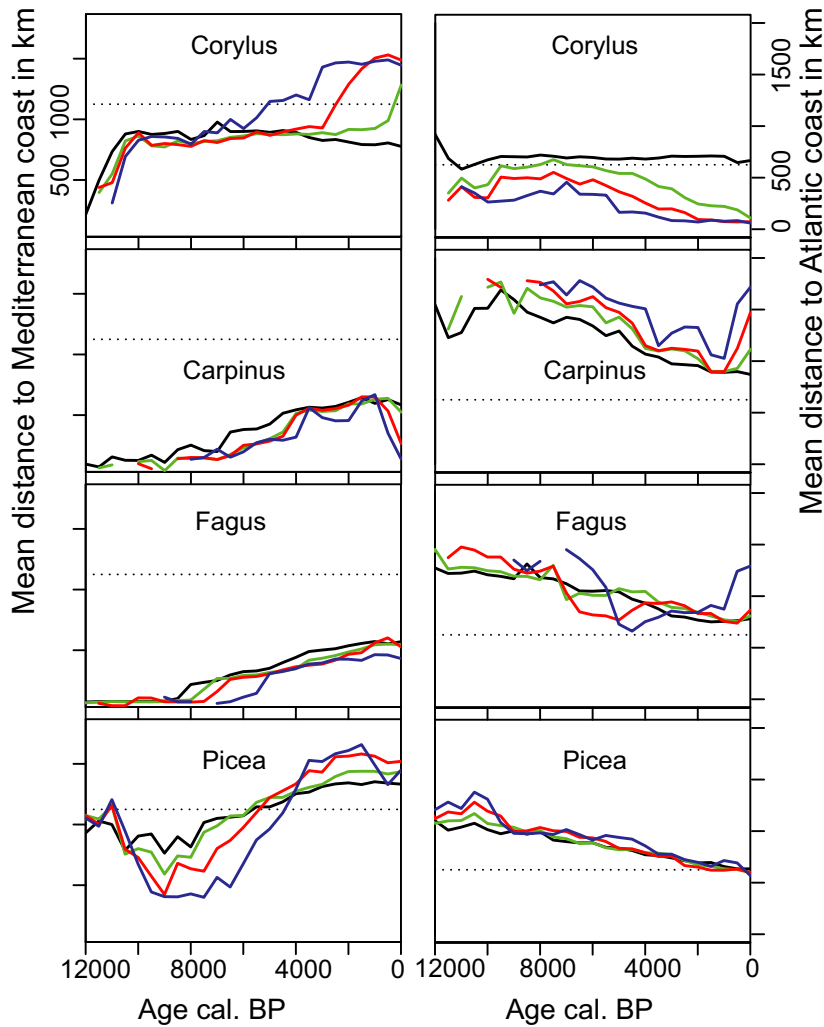 Mean distance to Mediterranean coast in km
500
1000
Corylus
Corylus
0
500
1500
Mean distance to Atlantic coast in km
Carpinus
Carpinus
Fagus
Fagus
Picea
Picea
12000
8000
4000
0
12000
8000
4000
0
Age cal. BP
Age cal. BP